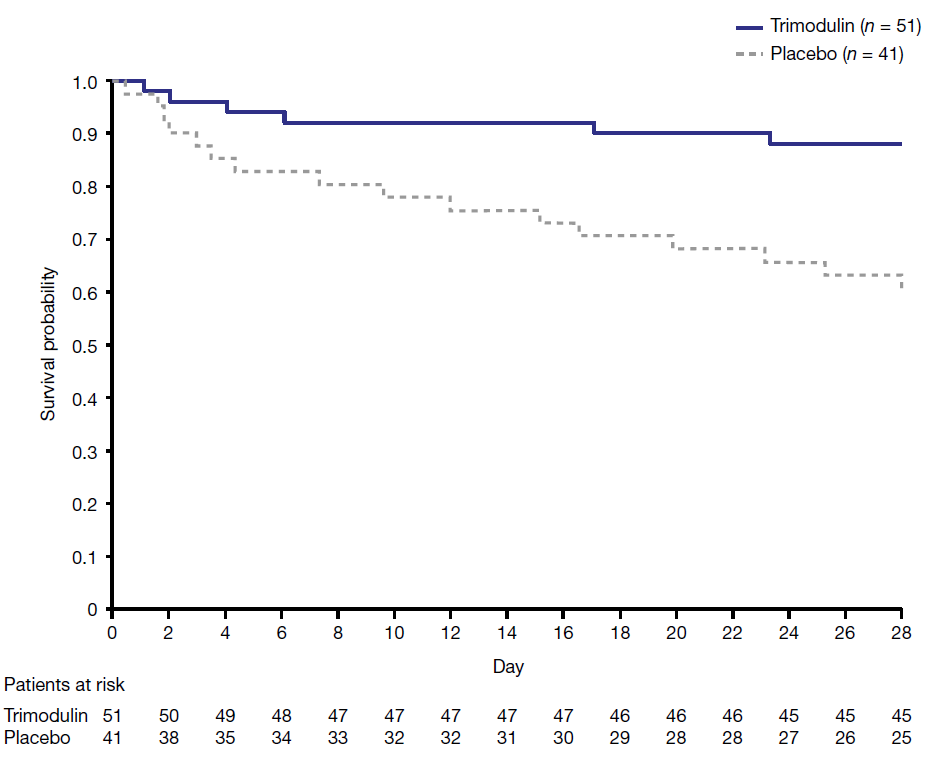 Trimodulin (n = 51)
Placebo (n = 41)
1.0
0.9
0.8
0.7
0.6
0.5
0.4
0.3
0.2
0.1
0
Survival probability
0 2 4 6 8 10 12 14 16 18 20 22 24 26 28
Day
Patients at risk
Trimodulin 51 50 49 48 47 47 47 47 47 46 46 46 45 45 45
Placebo 41 38 35 34 33 32 32 31 30 29 28 28 27 26 25